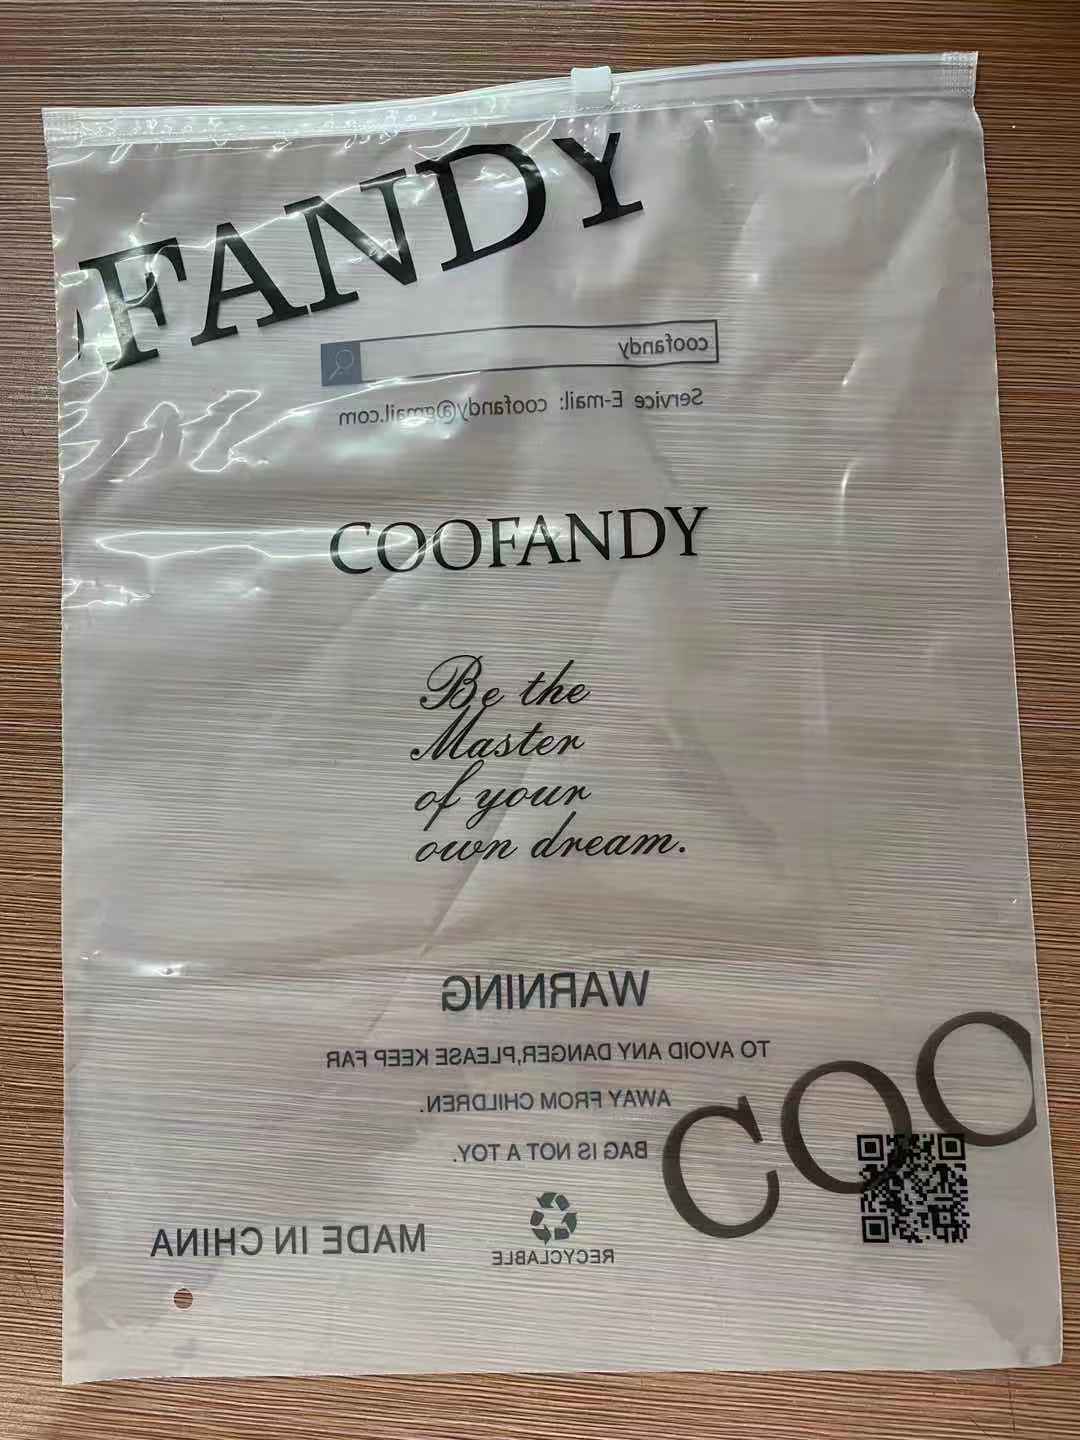 FANDY
coofandy
Service E-mail: coofandy@gmail.com
COOFANDY
Be the
Master
of your
own dream.
WARNING
TO AVOID ANY DANGER,PLEASE KEEP FAR
AWAY FROM CHILDREN.
BAG IS NOT A TOY.
COO
MADE IN CHINA
RECYCLABLE